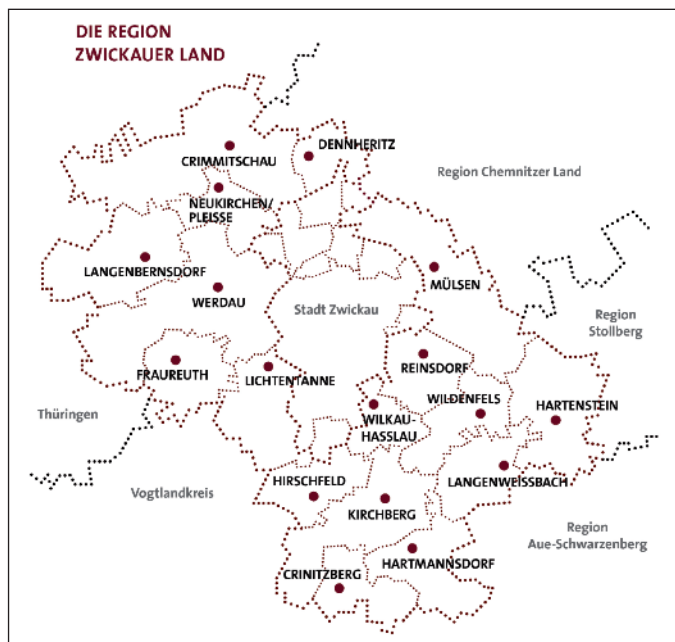 DIE REGION
ZWICKAUER LAND
DENNHERITZ
CRIMMITSCHAU
Region Chemnitzer Land
NEUKIRCHEN/
PLEISSE
LANGENBERNSDORF
MÜLSEN
WERDAU
Stadt Zwickau
Region
Stollberg
REINSDORF
FRAUREUTH
LICHTENTANNE
WILDENFELS
HARTENSTEIN
Thüringen
WILKAU-
HASSLAU
HIRSCHFELD
LANGENWEISSBACH
Vogtlandkreis
KIRCHBERG
Region
Aue-Schwarzenberg
HARTMANNSDORF
CRINITZBERG